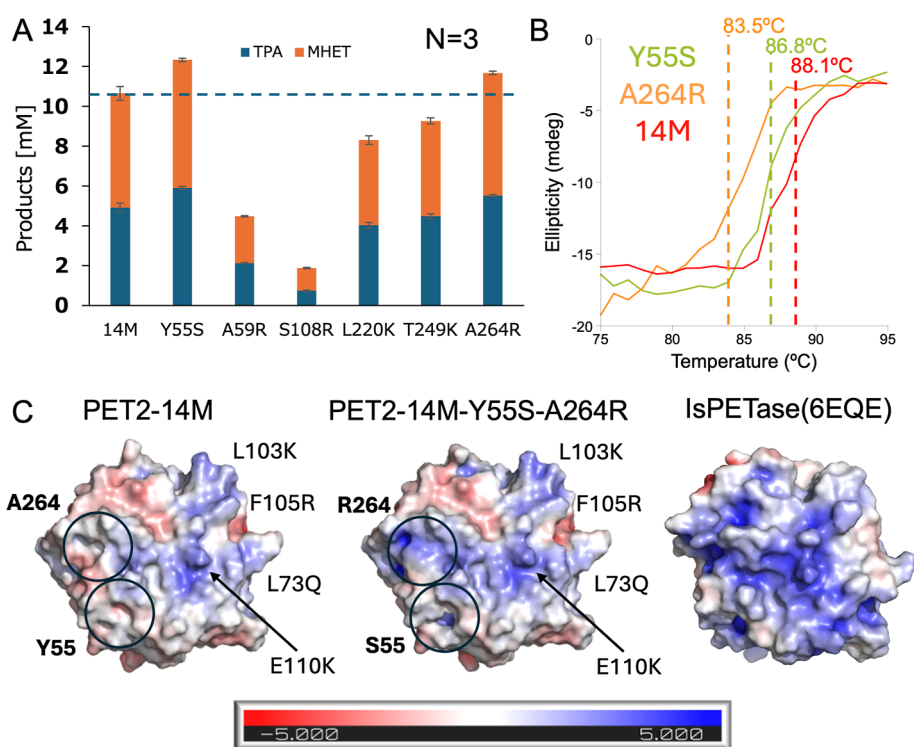 A
TPA MHET
N=3
Products [mM]
14
12
10
8
6
4
2
0
14M Y55S A59R S108R L220K T249K A264R
B
83.5ºC
86.8ºC
88.1ºC
Y55S
A264R
14M
Ellipticity (mdeg)
0
-5
-10
-15
-20
75 80 85 90 95
Temperature (ºC)
C
PET2-14M
PET2-14M-Y55S-A264R
IsPETase(6EQE)
L103K
A264
F105R
L73Q
Y55
E110K
L103K
R264
F105R
L73Q
S55
E110K
-5.000 5.000